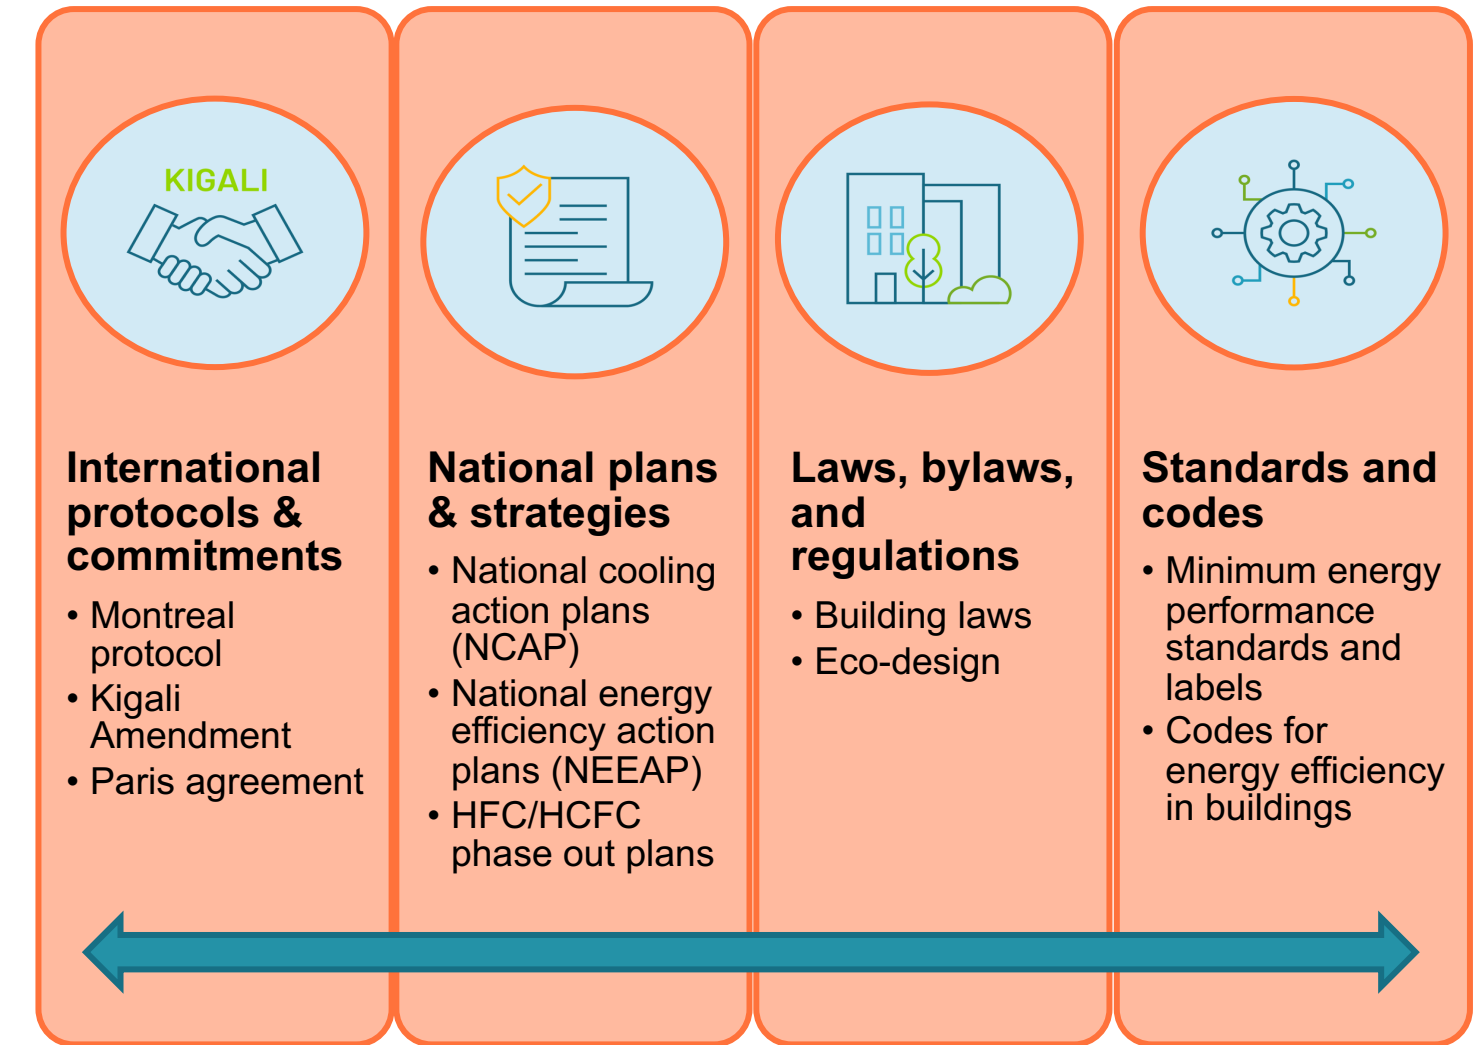 KIGALI
International
protocols &
commitments
• Montreal
protocol
• Kigali
Amendment
• Paris agreement
National plans
& strategies
• National cooling
action plans
(NCAP)
• National energy
efficiency action
plans (NEEAP)
• HFC/HCFC
phase out plans
Laws, bylaws,
and
regulations
• Building laws
• Eco-design
Standards and
codes
• Minimum energy
performance
standards and
labels
• Codes for
energy efficiency
in buildings